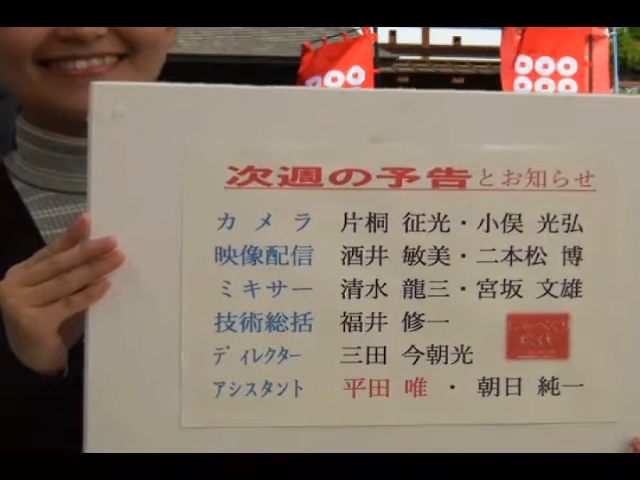 次週の予告とお知らせ
カメラ 片桐 征光・小俣 光弘
映像配信 酒井 敏美・二本松 博
ミキサー 清水 龍三・宮坂 文雄
技術総括 福井 修一
ディレクター 三田 今朝光
アシスタント 平田 唯 ・ 朝日 純一